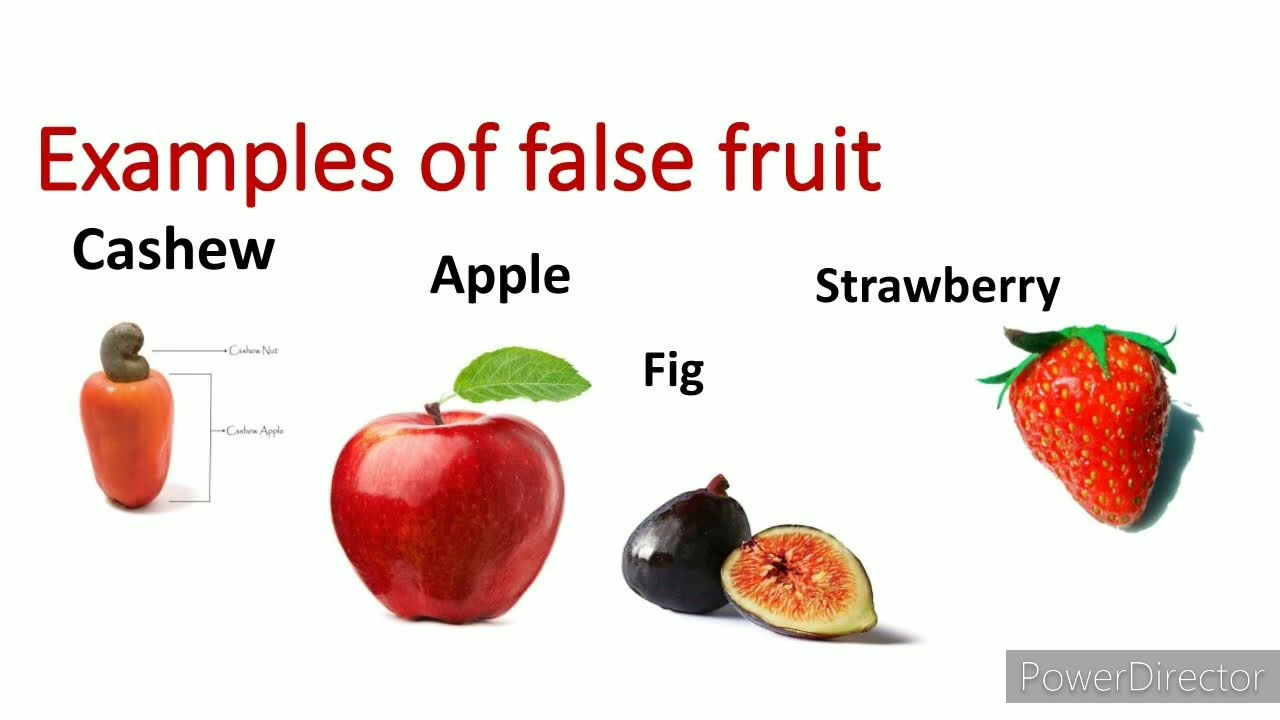 Examples of false fruit
Cashew
Apple
Strawberry
Fig
Cashew Nut
Cashew Apple
PowerDirector